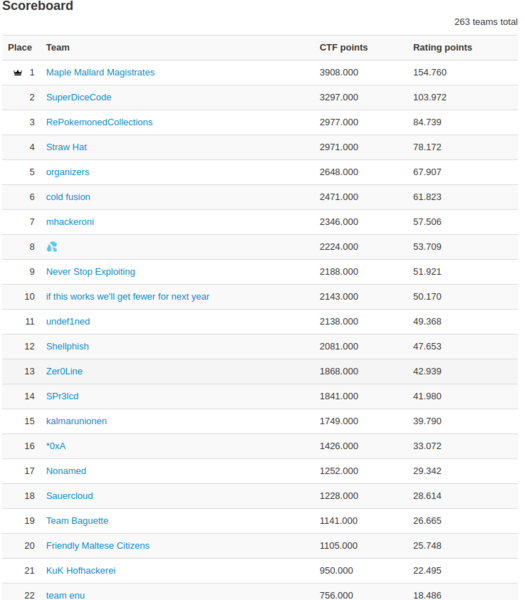 Scoreboard
263 teams total
Place Team CTF points Rating points
1 Maple Mallard Magistrates 3908.000 154.760
2 SuperDiceCode 3297.000 103.972
3 RePokemonedCollections 2977.000 84.739
4 Straw Hat 2971.000 78.172
5 organizers 2648.000 67.907
6 cold fusion 2471.000 61.823
7 mhackeroni 2346.000 57.506
8 💦 2224.000 53.709
9 Never Stop Exploiting 2188.000 51.921
10 if this works we'll get fewer for next year 2143.000 50.170
11 undef1ned 2138.000 49.368
12 Shellphish 2081.000 47.653
13 Zer0Line 1868.000 42.939
14 SPr3lcd 1841.000 41.980
15 kalmarunionen 1749.000 39.790
16 *0xA 1426.000 33.072
17 Nonamed 1252.000 29.342
18 Sauercloud 1228.000 28.614
19 Team Baguette 1141.000 26.665
20 Friendly Maltese Citizens 1105.000 25.748
21 KuK Hofhackerei 950.000 22.495
22 team enu 756.000 18.486